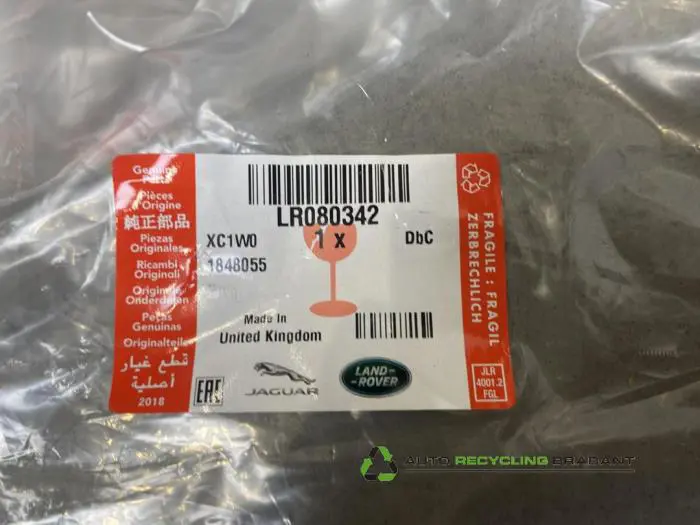 Genuine
Parts
Pièces
d'Origine
純正部品
Piezas
Originales
Ricambi
Originali
Originele
Onderdelen
Peças
Genuinas
Originalteile
قطع غيار
أصلية
2018
LR080342
1 x
XC1W0
DbC
1848055
Made In
United Kingdom
EAC
JAGUAR
LAND-
ROVER
FRAGILE : FRAGIL
ZERBRECHLICH
JLR
4001.2
FGL
AUTO RECYCLING BRABANT